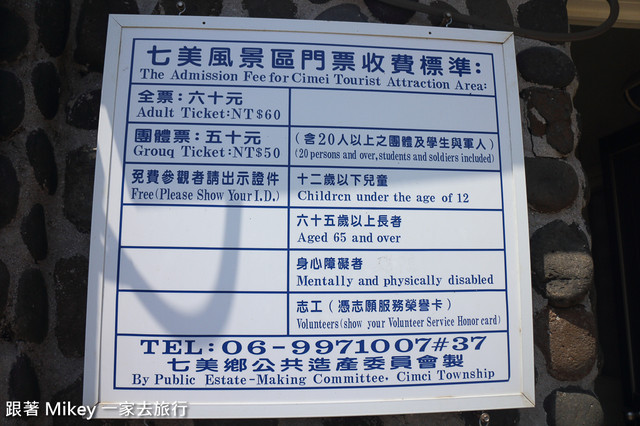 七美風景區門票收費標準:
The Admission Fee for Cimei Tourist Attraction Area:
全票:六十元
Adult Ticket:NT$60
團體票:五十元
Grouq Ticket:NT$50
(含20人以上之團體及學生與軍人)
(20 persons and over, students and soldiers included)
免費參觀者請出示證件
Free(Please Show Your I.D.)
十二歲以下兒童
Childrcn under the age of 12
六十五歲以上長者
Aged 65 and over
身心障礙者
Mentally and physically disabled
志工(憑志願服務榮譽卡)
Volunteers(show your Volunteer Service Honor card)
TEL:06-9971007#37
七美鄉公共造產委員會製
By Public Estate-Making Committee, Cimci Township
跟著 Mikey 一家去旅行